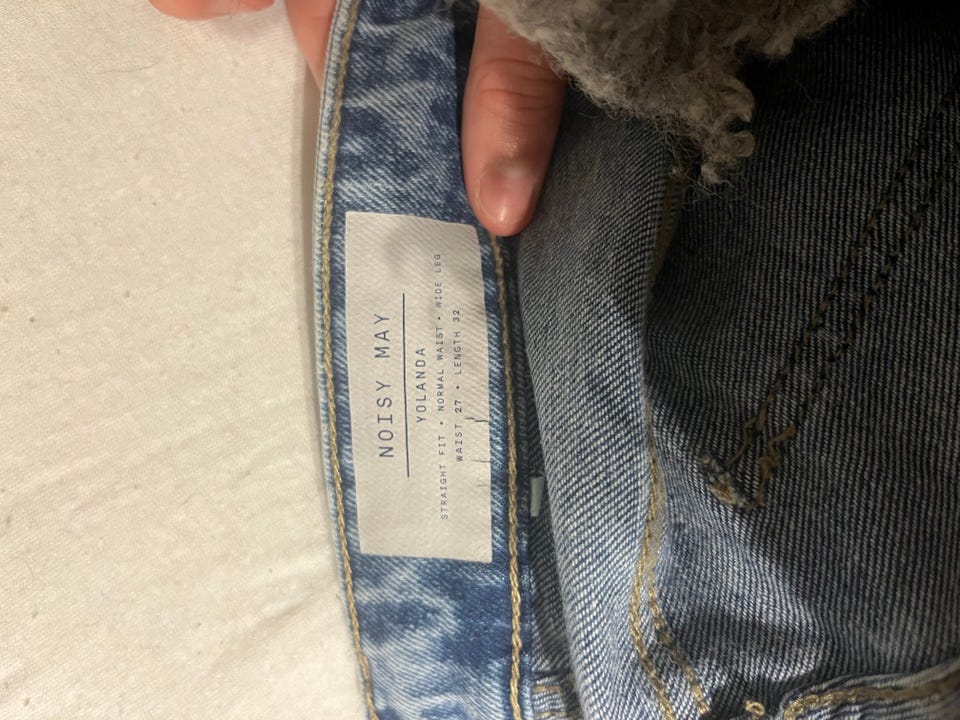 NOISY MAY
YOLANDA
STRAIGHT FIT • NORMAL WAIST • WIDE LEG
WAIST 27 • LENGTH 32